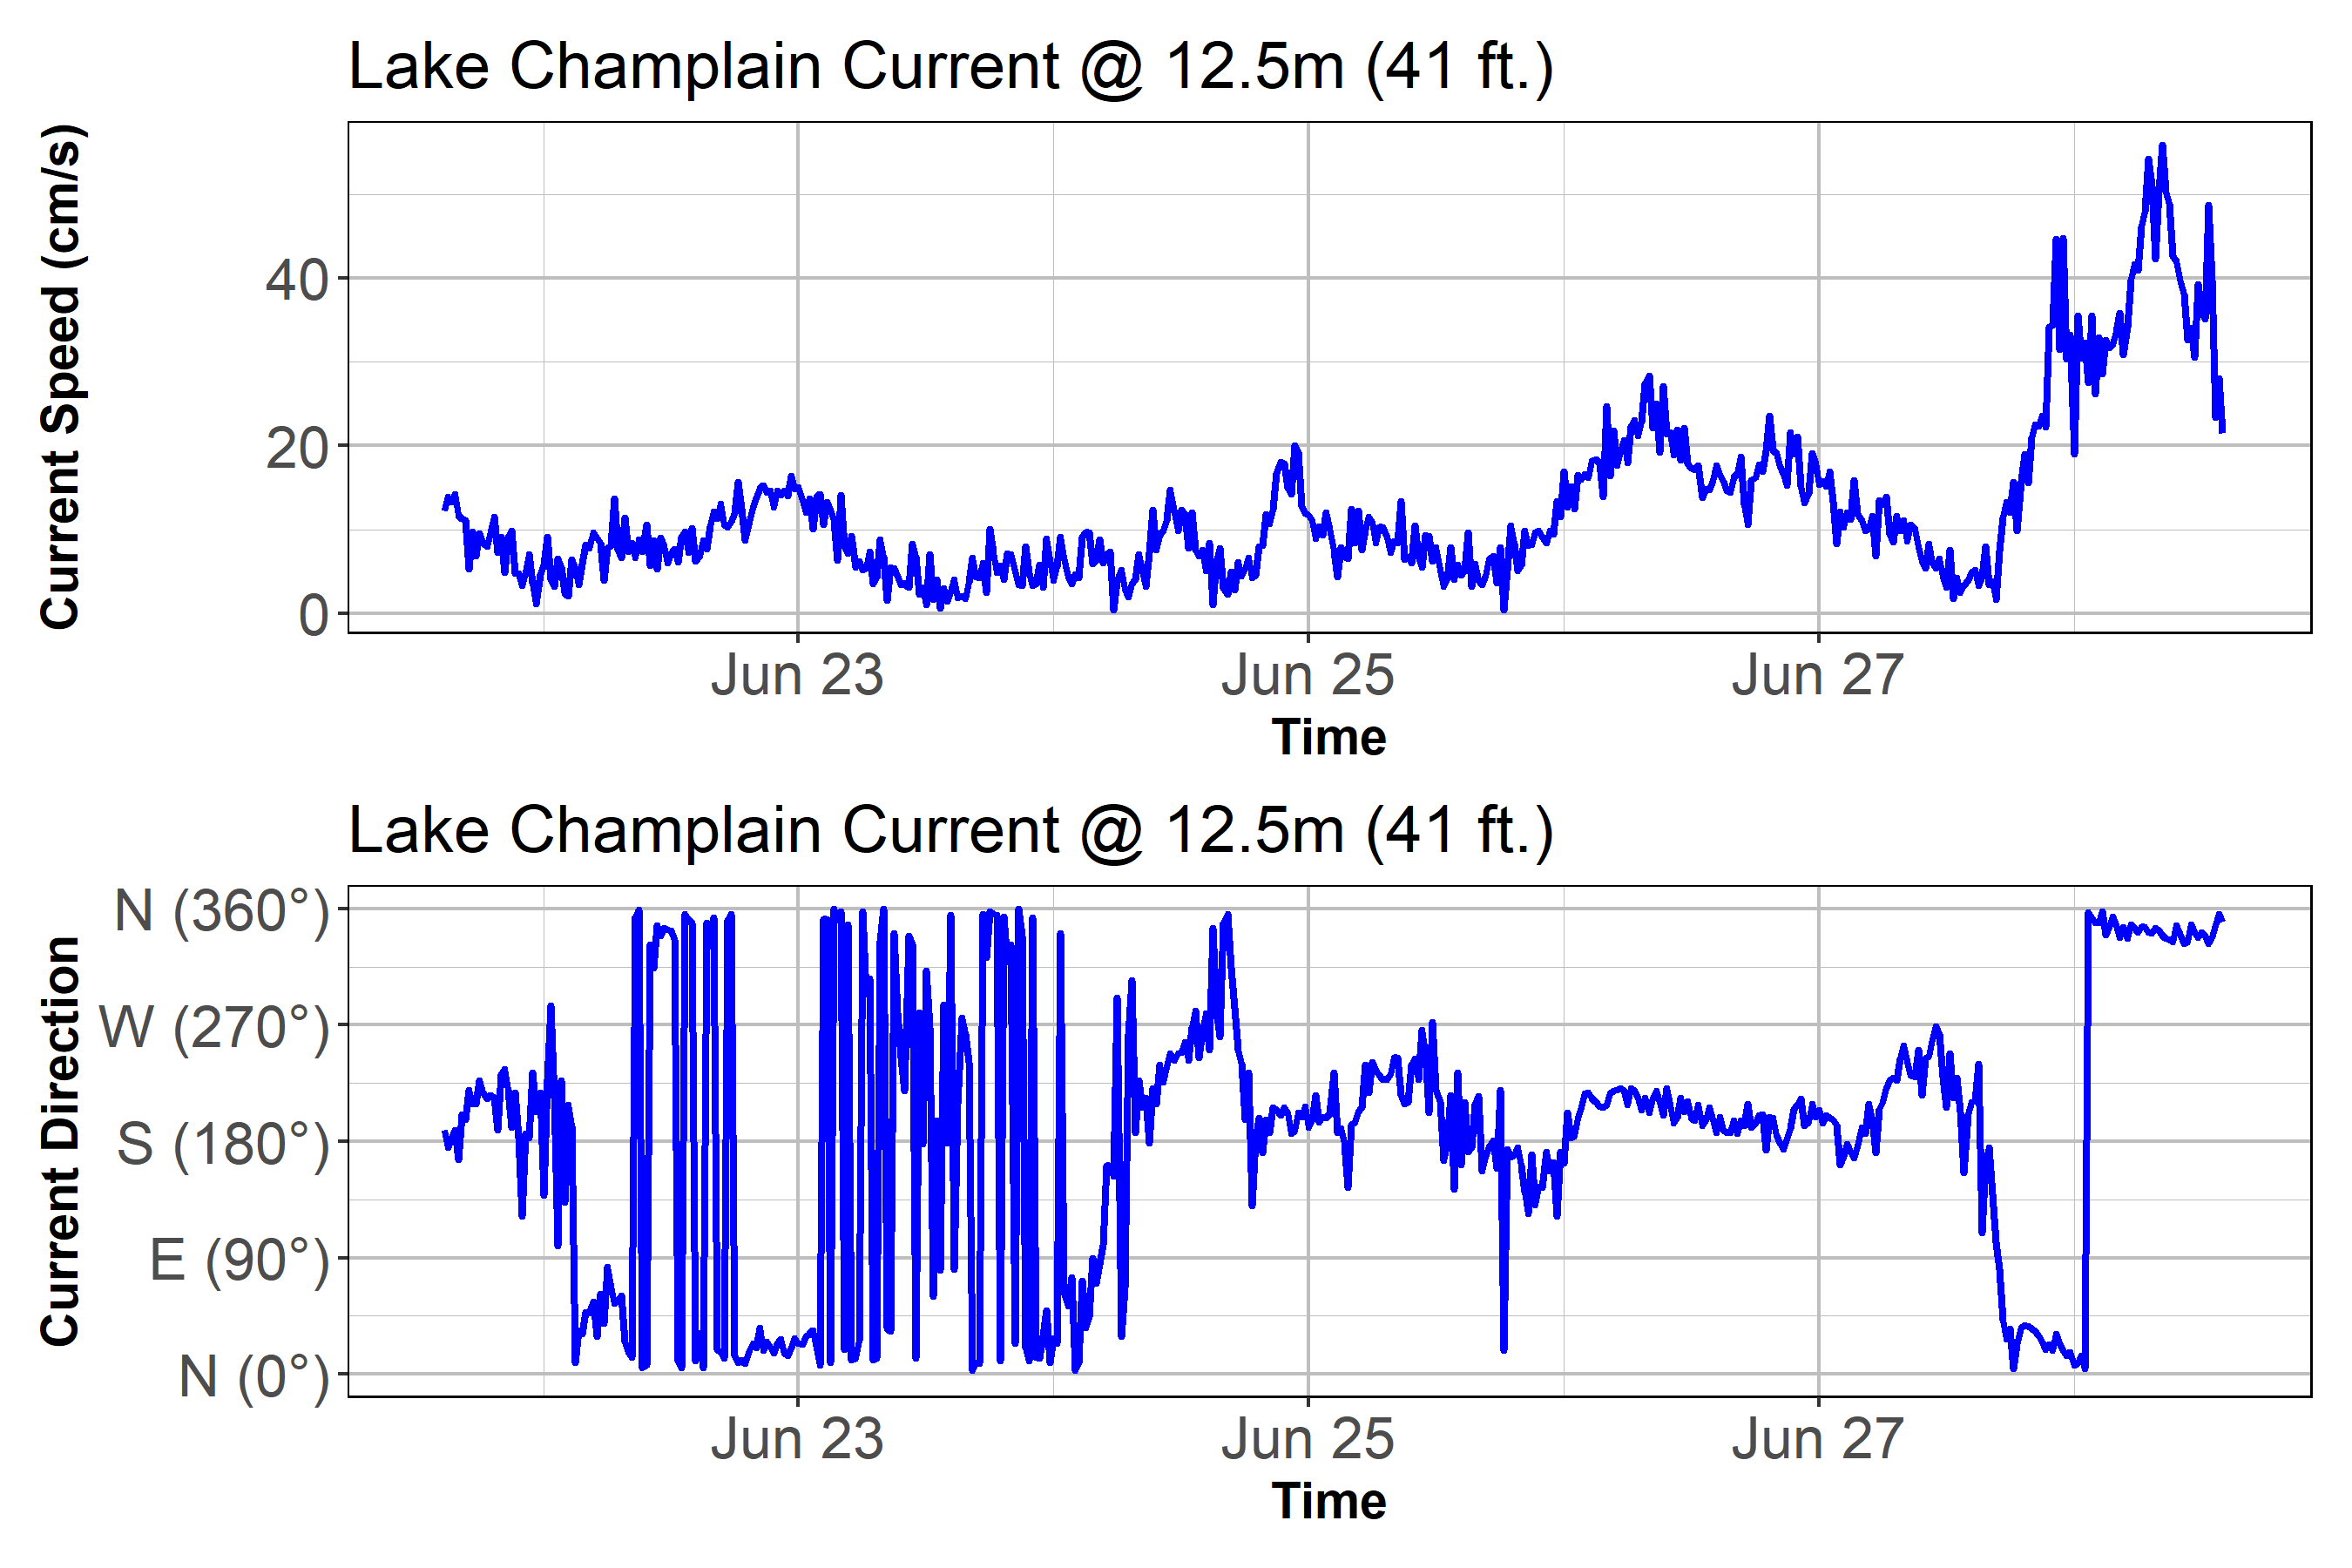 Lake Champlain Current @ 12.5m (41 ft.)
Current Speed (cm/s)
40
20
0
Jun 23
Jun 25
Jun 27
Time
Lake Champlain Current @ 12.5m (41 ft.)
Current Direction
N (360°)
W (270°)
S (180°)
E (90°)
N (0°)
Jun 23
Jun 25
Jun 27
Time